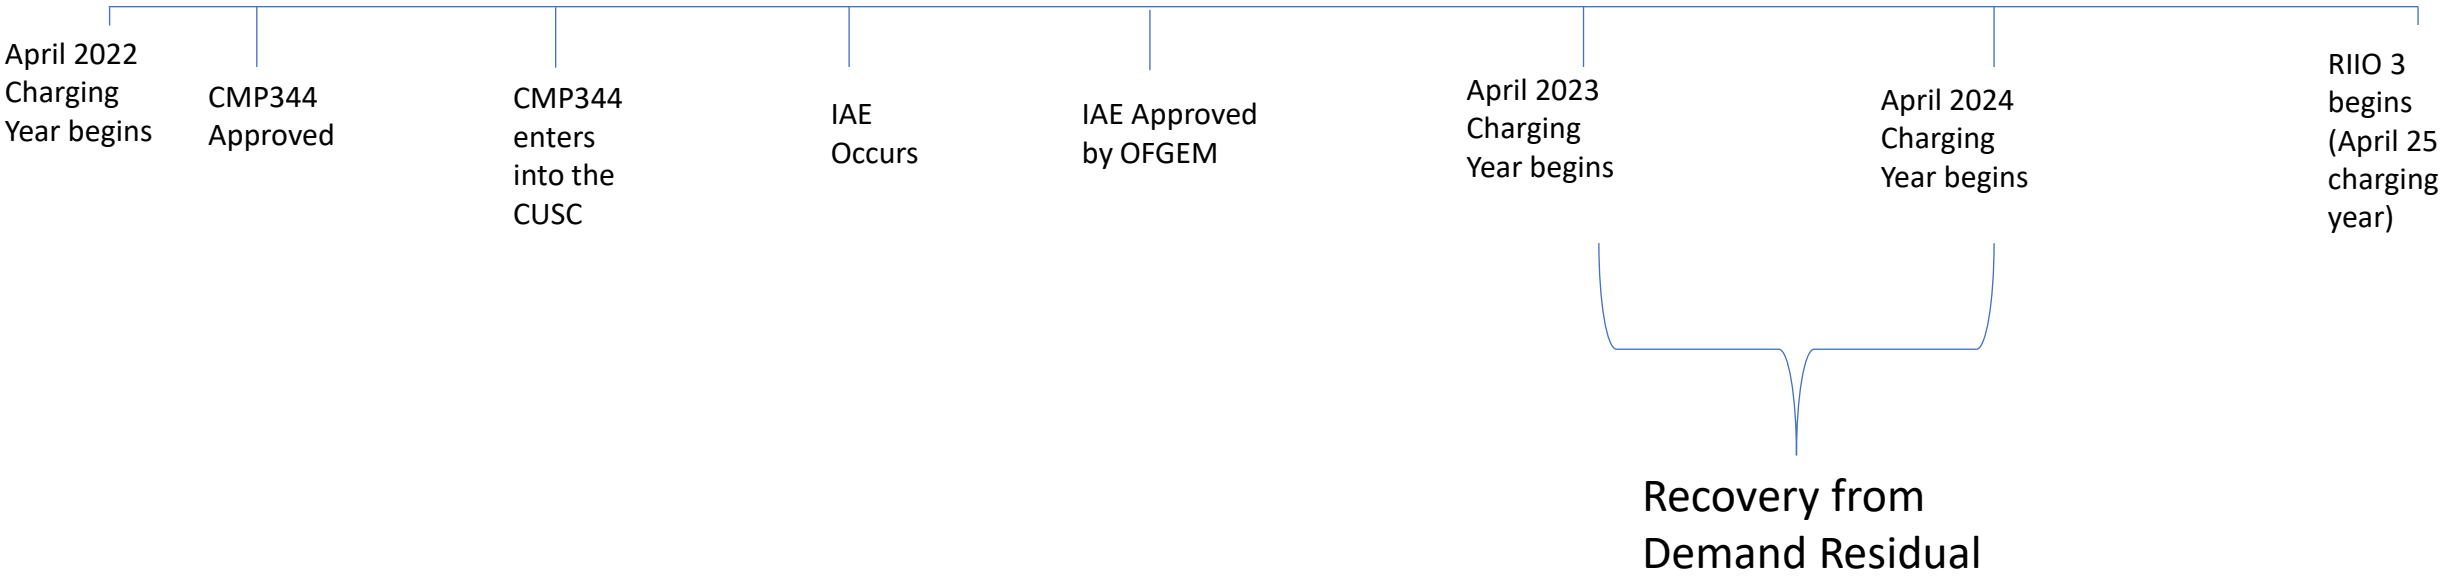 April 2022
Charging
Year begins
CMP344
Approved
CMP344
enters
into the
CUSC
IAE
Occurs
IAE Approved
by OFGEM
April 2023
Charging
Year begins
April 2024
Charging
Year begins
RIIO 3
begins
(April 25
charging
year)
Recovery from
Demand Residual